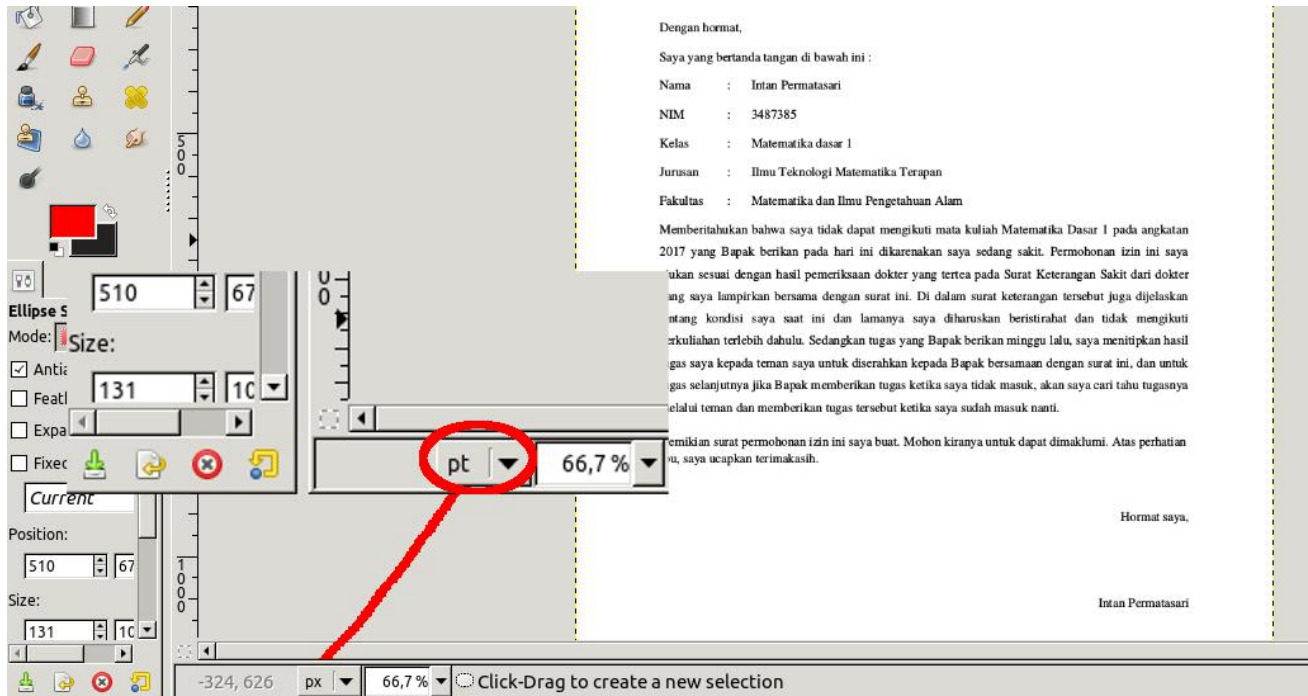 Dengan hormat,
Saya yang bertanda tangan di bawah ini :
Nama : Intan Permatasari
NIM : 3487385
Kelas : Matematika dasar 1
Jurusan : Ilmu Teknologi Matematika Terapan
Fakultas : Matematika dan Ilmu Pengetahuan Alam
Memberitahukan bahwa saya tidak dapat mengikuti mata kuliah Matematika Dasar 1 pada angkatan
2017 yang Bapak berikan pada hari ini dikarenakan saya sedang sakit. Permohonan izin ini saya
sesuai dengan hasil pemeriksaan dokter yang tertea pada Surat Keterangan Sakit dari dokter
saya lampirkan bersama dengan surat ini. Di dalam surat keterangan tersebut juga dijelaskan
kondisi saya saat ini dan lamanya saya diharuskan beristirahat dan tidak mengikuti
terlebih dahulu. Sedangkan tugas yang Bapak berikan minggu lalu, saya menitipkan hasil
saya kepada teman saya untuk diserahkan kepada Bapak bersamaan dengan surat ini, dan untuk
selanjutnya jika Bapak memberikan tugas ketika saya tidak masuk, akan saya cari tahu tugasnya
teman dan memberikan tugas tersebut ketika saya sudah masuk nanti.
surat permohonan izin ini saya buat. Mohon kiranya untuk dapat dimaklumi. Atas perhatian
saya ucapkan terimakasih.
Hormat saya,
Intan Permatasari
500
510 67
Size:
131 10
0
0
pt 66,7 %
Ellipse S
Mode:
Antia
Feat
Expa
Fixed
Current
Position:
510 67
Size:
131 10
1000
-324, 626 px 66,7 % Click-Drag to create a new selection